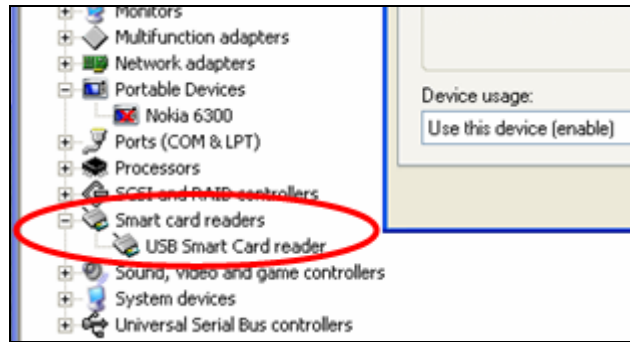 Monitors
Multifunction adapters
Network adapters
Portable Devices
Nokia 6300
Ports (COM & LPT)
Processors
SCSI and RAID controllers
Smart card readers
USB Smart Card reader
Sound, video and game controllers
System devices
Universal Serial Bus controllers
Device usage:
Use this device (enable)